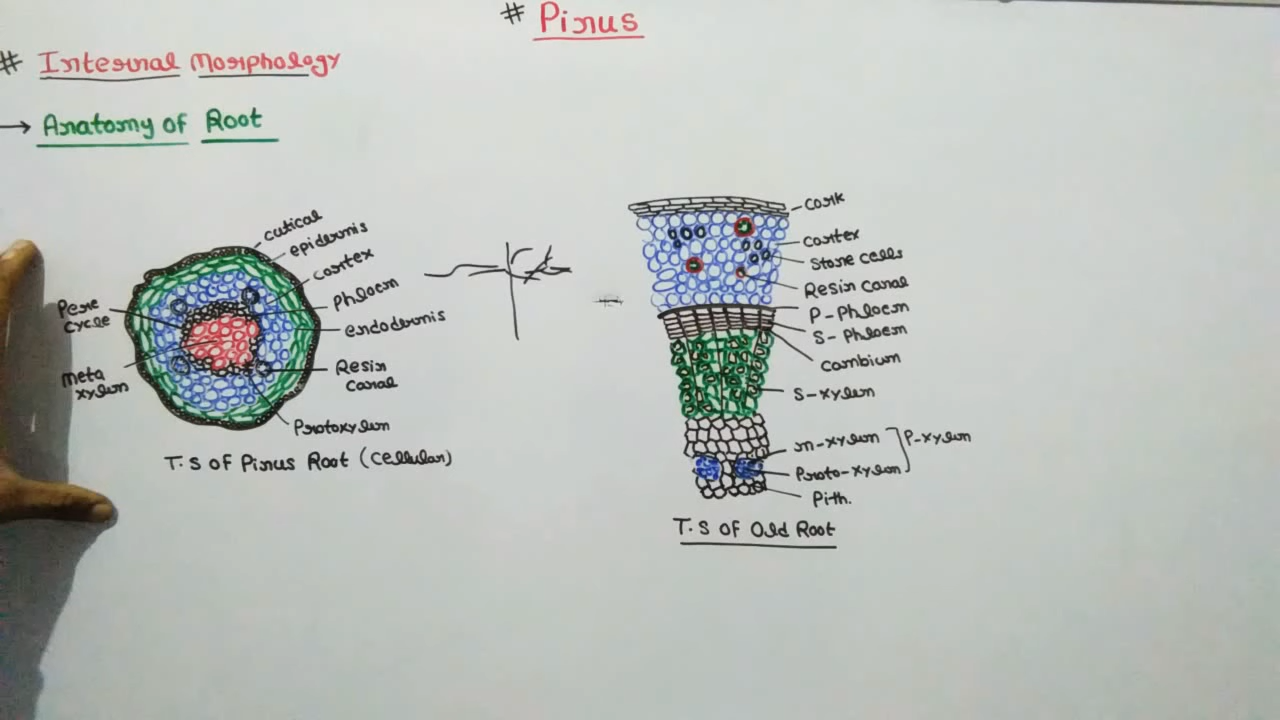 # Pinus
# Internal Morphology
→ Anatomy of Root
cutical
epidermis
cortex
Phloem
endodermis
Resin
canal
Protoxylem
Peri
cycle
meta
xylem
T.S of Pinus Root (cellular)
cork
cortex
Stone cells
Resin canal
P-Phloem
S-Phloem
cambium
S-xylem
m-xylem
P-xylem
Proto-xylem
Pith.
T.S of Old Root